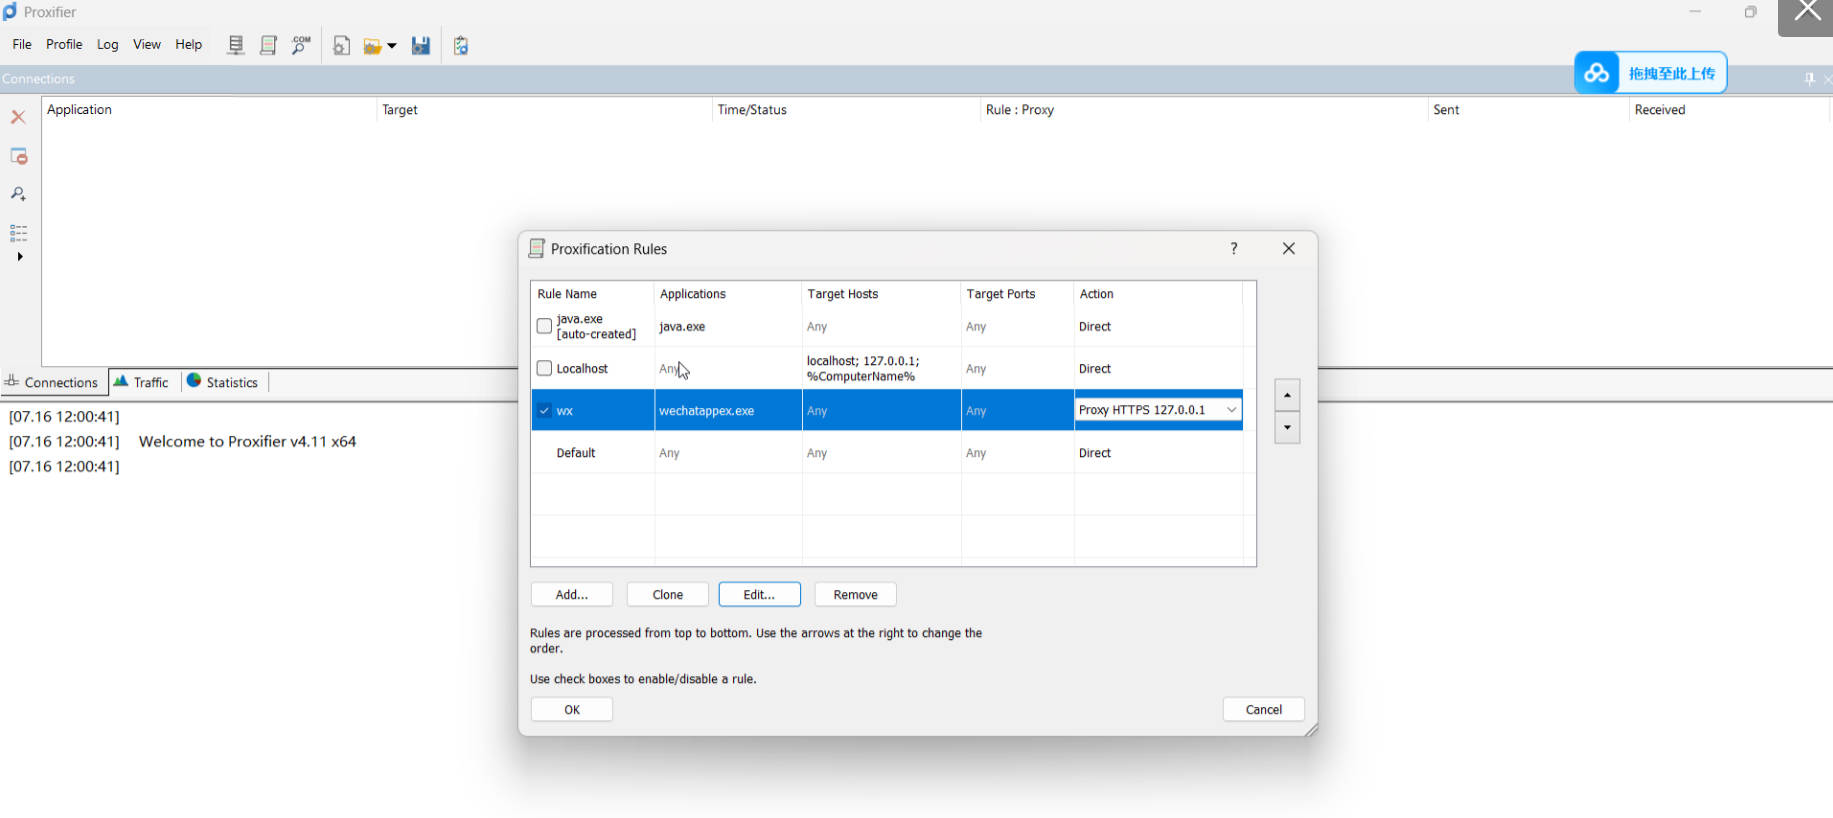 Proxifier
File Profile Log View Help .COM
拖拽至此上传
Connections
Application Target Time/Status Rule : Proxy Sent Received
Proxification Rules ?
Rule Name Applications Target Hosts Target Ports Action
java.exe
[auto-created] java.exe Any Any Direct
Localhost Any localhost; 127.0.0.1;
%ComputerName% Any Direct
wx wechatappex.exe Any Any Proxy HTTPS 127.0.0.1
Default Any Any Any Direct
Add... Clone Edit... Remove
Rules are processed from top to bottom. Use the arrows at the right to change the
order.
Use check boxes to enable/disable a rule.
OK Cancel
Connections Traffic Statistics
[07.16 12:00:41]
[07.16 12:00:41] Welcome to Proxifier v4.11 x64
[07.16 12:00:41]